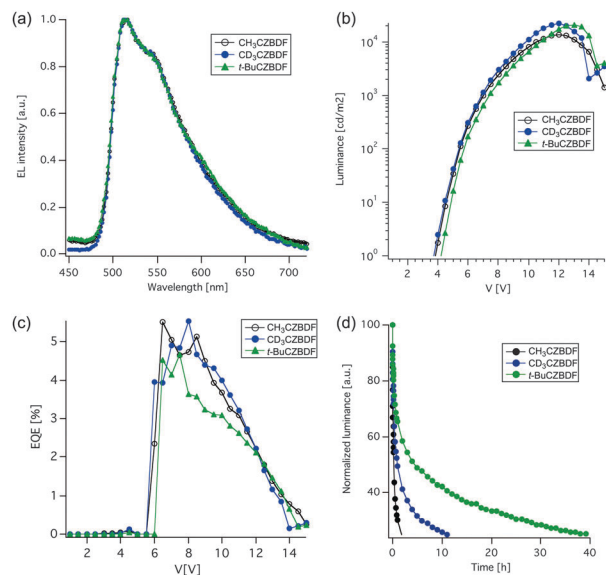 (a)
1.0
0.8
0.6
0.4
0.2
0.0
EL intensity [a.u.]
CH3CZBDF
CD3CZBDF
t-BuCZBDF
450 500 550 600 650 700
Wavelength [nm]
(b)
10^4
10^3
10^2
10^1
10^0
Luminance [cd/m2]
CH3CZBDF
CD3CZBDF
t-BuCZBDF
2 4 6 8 10 12 14
V [V]
(c)
5
4
3
2
1
0
EQE [%]
CH3CZBDF
CD3CZBDF
t-BuCZBDF
2 4 6 8 10 12 14
V[V]
(d)
100
80
60
40
Normalized luminance [a.u.]
CH3CZBDF
CD3CZBDF
t-BuCZBDF
0 10 20 30 40
Time [h]